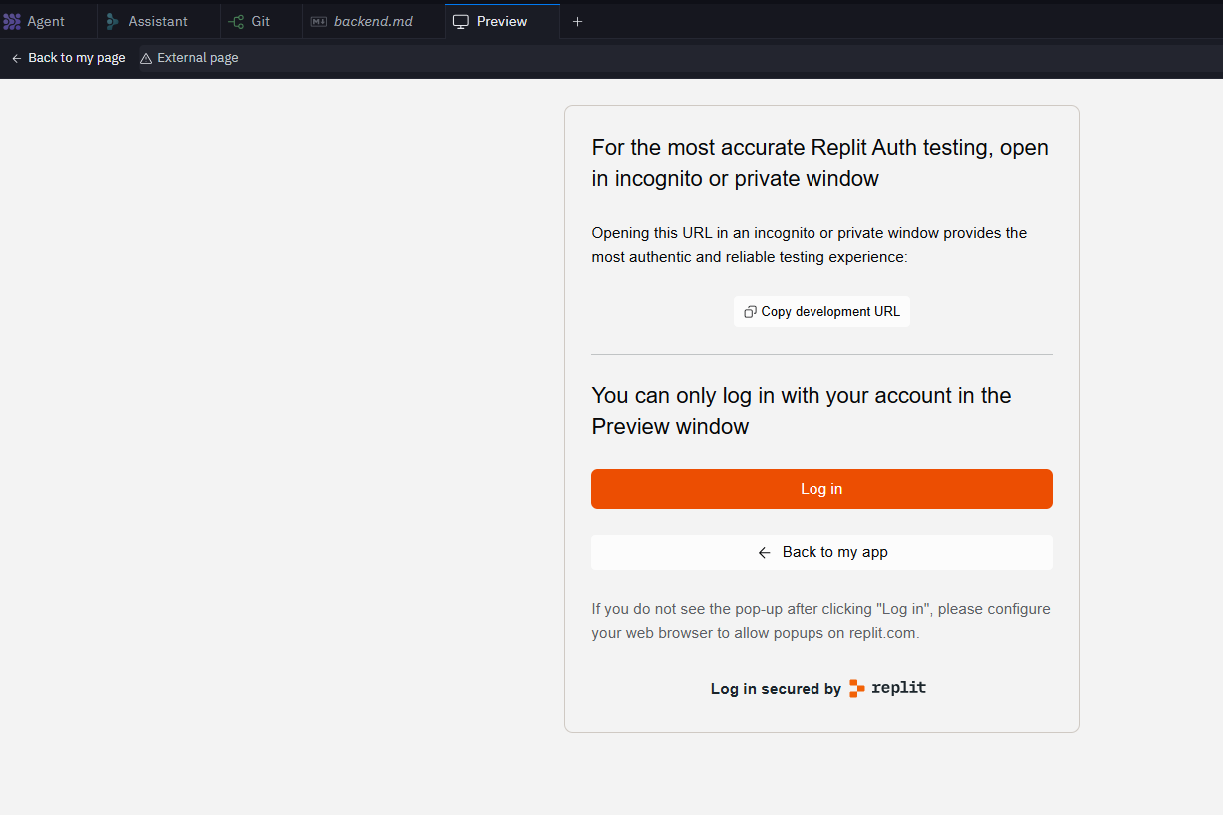 Agent Assistant Git backend.md Preview +
Back to my page External page
For the most accurate Replit Auth testing, open
in incognito or private window
Opening this URL in an incognito or private window provides the
most authentic and reliable testing experience:
Copy development URL
You can only log in with your account in the
Preview window
Log in
Back to my app
If you do not see the pop-up after clicking "Log in", please configure
your web browser to allow popups on replit.com.
Log in secured by replit